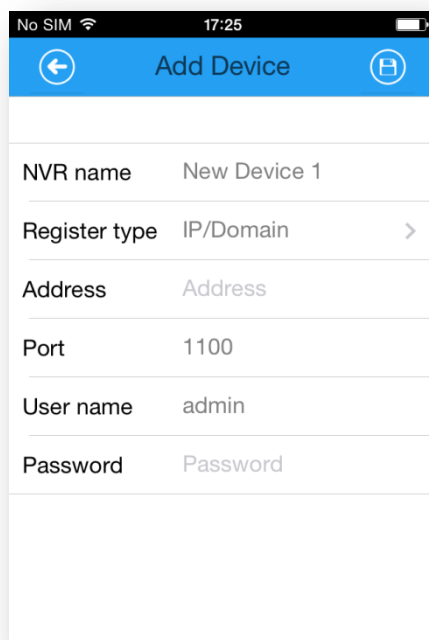 No SIM 17:25
Add Device
NVR name New Device 1
Register type IP/Domain
Address Address
Port 1100
User name admin
Password Password